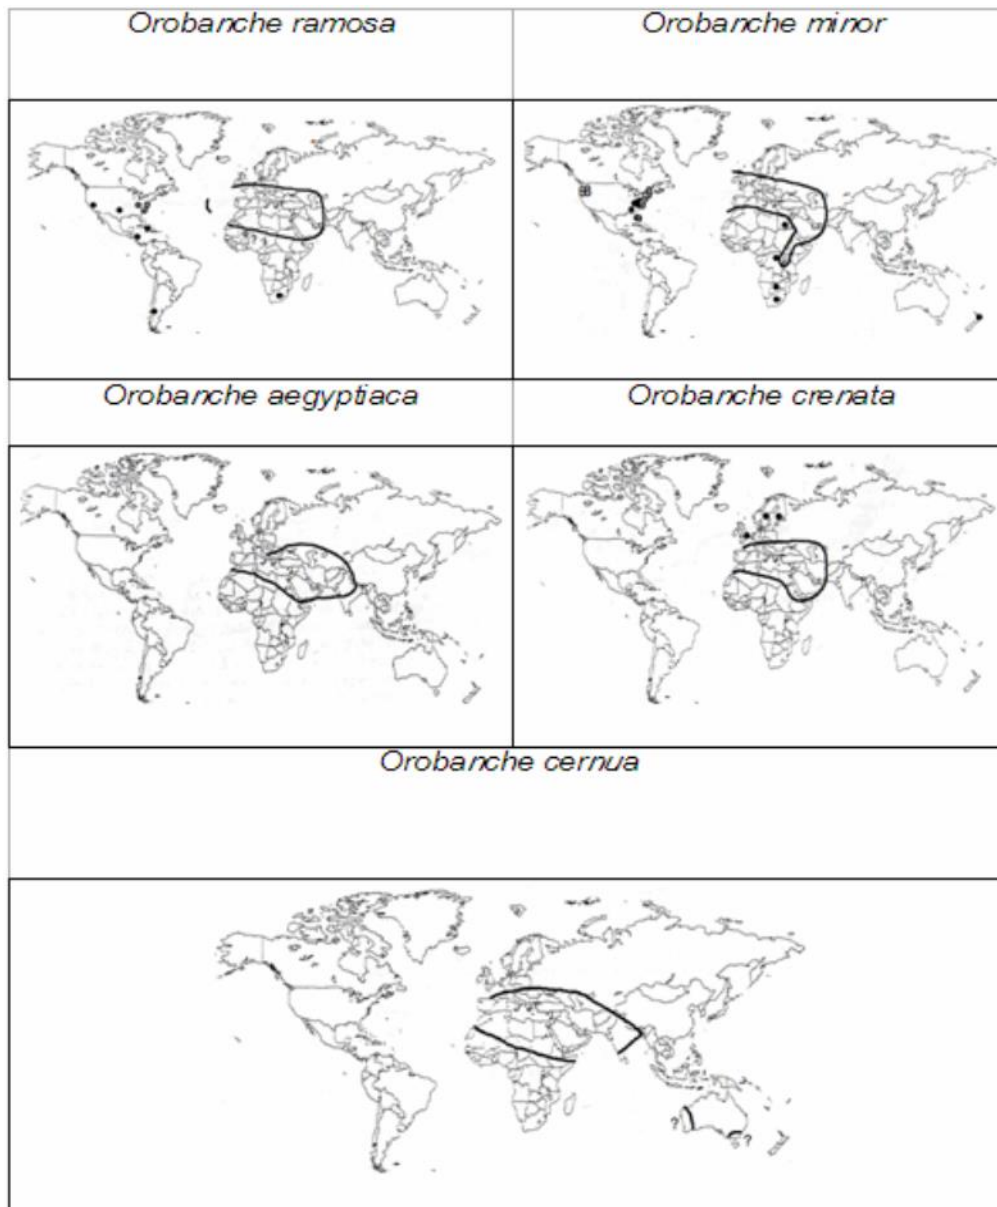 Orobanche ramosa
Orobanche minor
Orobanche aegyptiaca
Orobanche crenata
Orobanche cernua
? ?